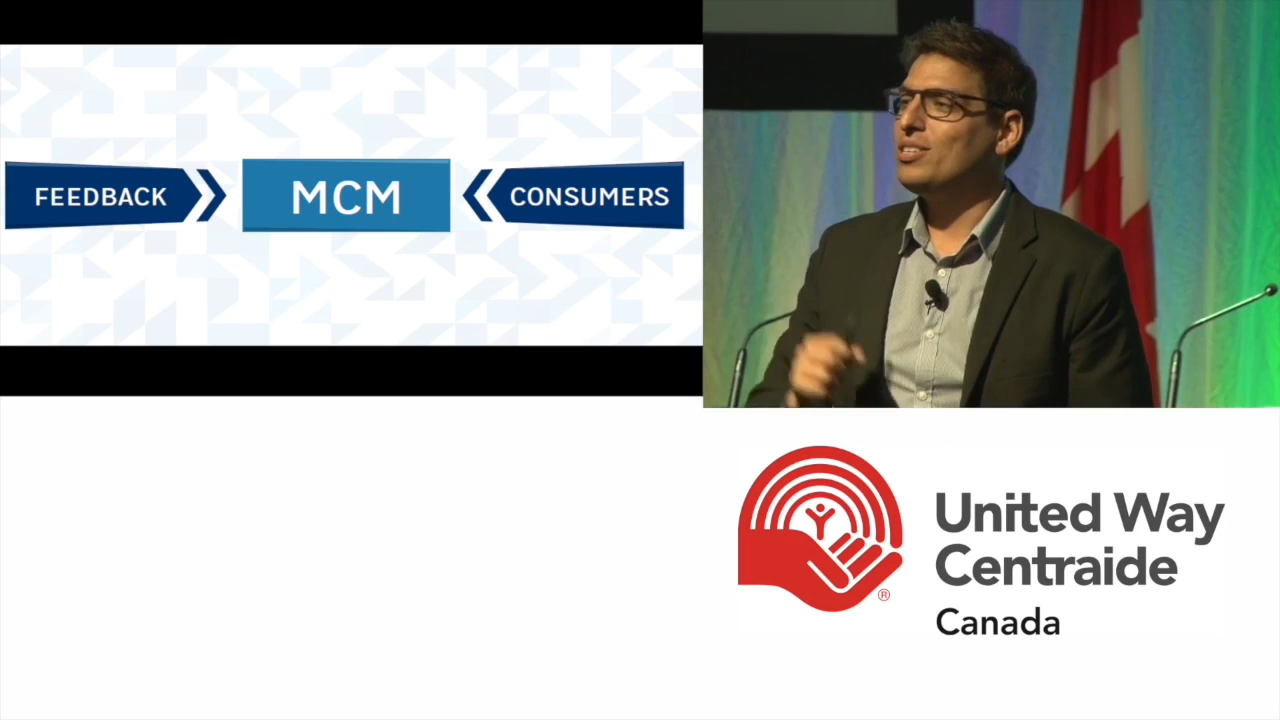 FEEDBACK
MCM
CONSUMERS
United Way
Centraide
Canada
®